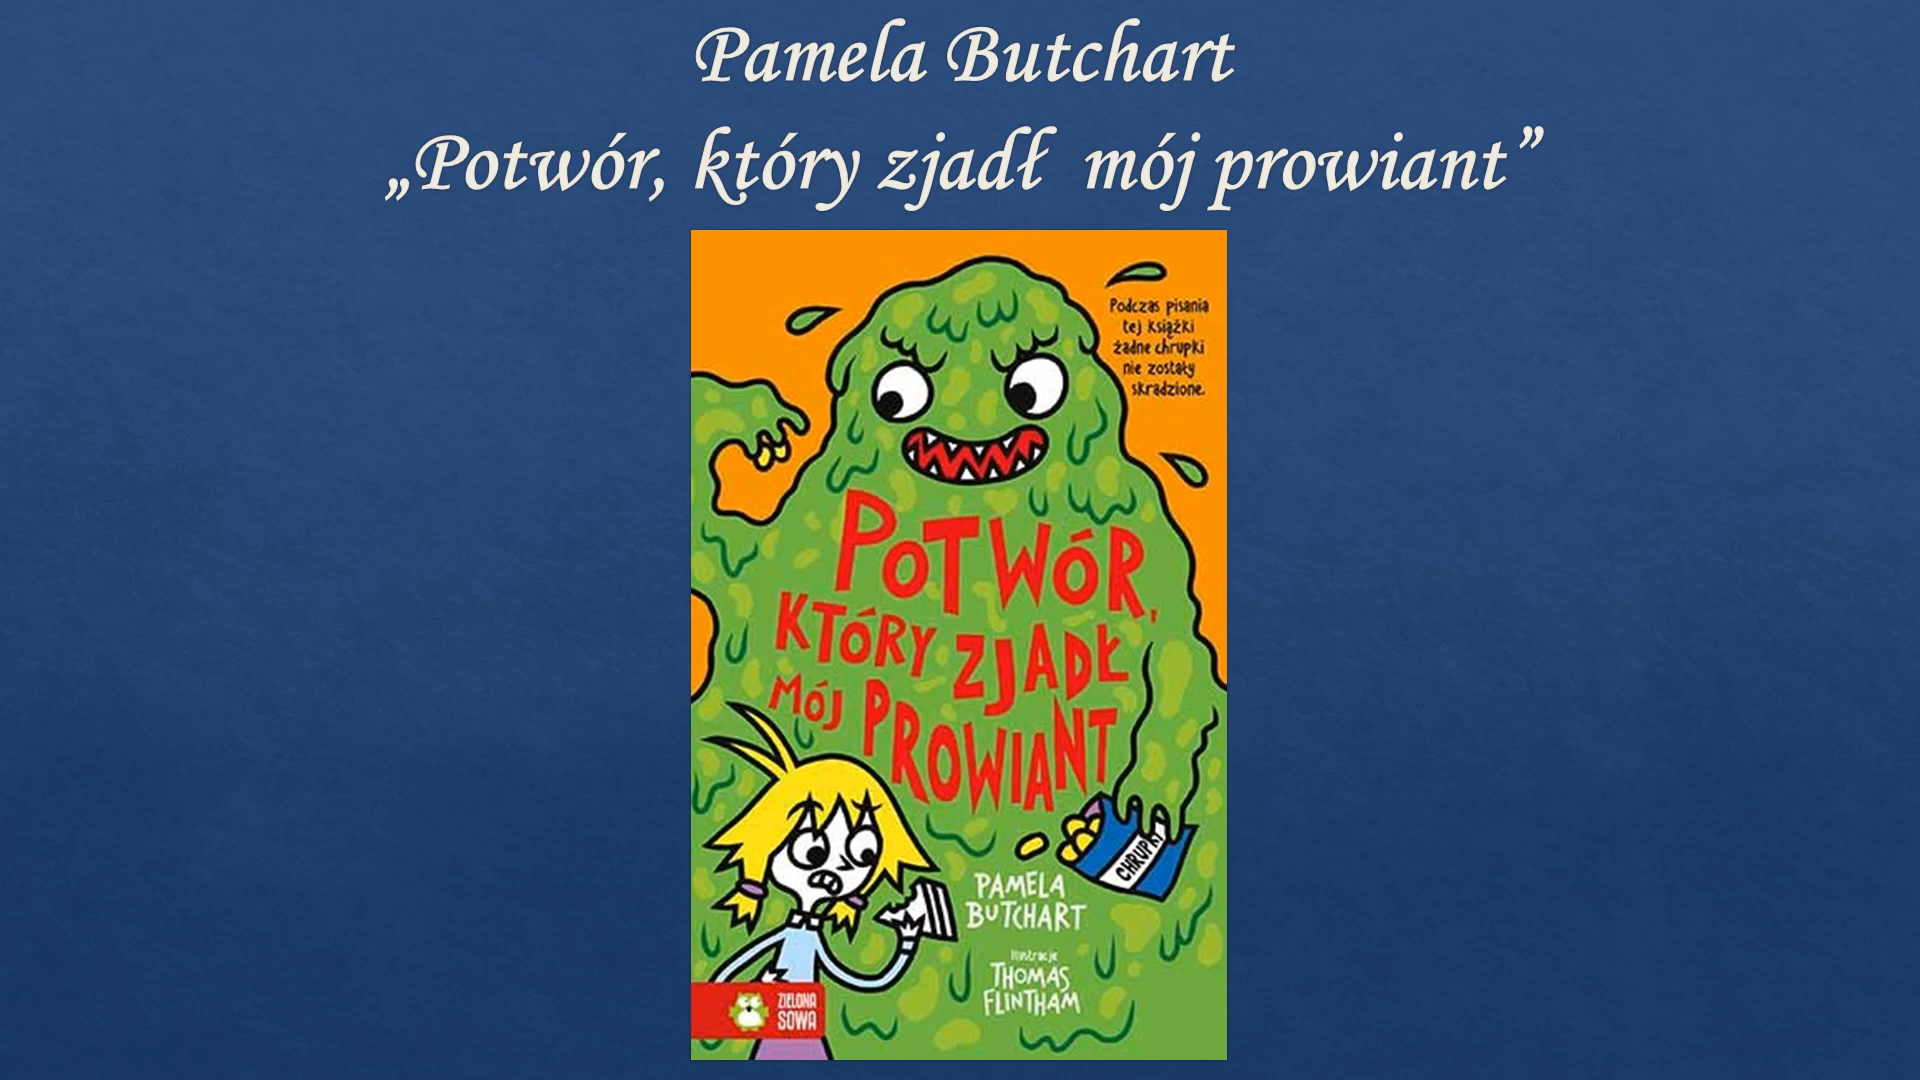 Pamela Butchart
„Potwór, który zjadł mój prowiant”
Podczas pisania
tej książki
żadne chrupki
nie zostały
skradzione.
POTWÓR,
KTÓRY ZJADŁ
MÓJ PROWIANT
CHRUPKI
PAMELA
BUTCHART
Ilustracje
THOMAS
FLINTHAM
ZIELONA
SOWA